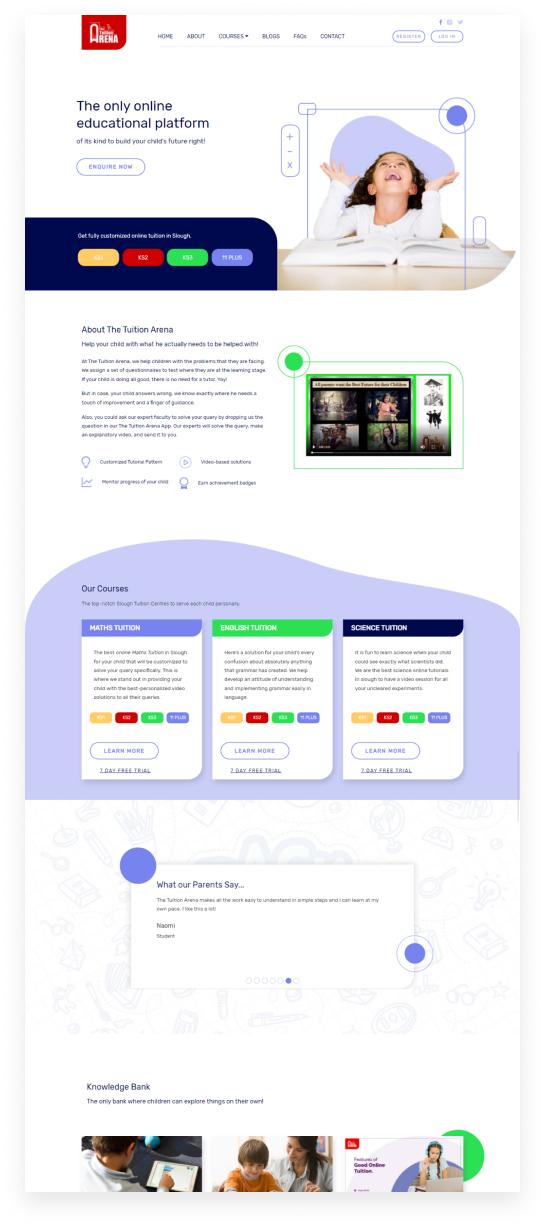 The Tuition
ARENA
HOME ABOUT COURSES BLOGS FAQs CONTACT
REGISTER LOG IN
The only online
educational platform
of its kind to build your child's future right!
ENQUIRE NOW
Get fully customized online tuition in Slough.
KS1 KS2 KS3 11 PLUS
About The Tuition Arena
Help your child with what he actually needs to be helped with!
At The Tuition Arena, we help children with the problems that they are facing.
We assign a set of questionnaires to test where they are at the learning stage.
If your child is doing all good, there is no need for a tutor. Yay!
But in case, your child answers wrong, we know exactly where he needs a
touch of improvement and a finger of guidance.
Also, you could ask our expert faculty to solve your query by dropping us the
question in our The Tuition Arena App. Our experts will solve the query, make
an explanatory video, and send it to you.
All parents want the Best Future for their Children
Customized Tutorial Pattern
Video-based solutions
Monitor progress of your child
Earn achievement badges
Our Courses
The top-notch Slough Tuition Centres to serve each child personally.
MATHS TUITION
The best online Maths Tuition in Slough
for your child that will be customized to
solve your query specifically. This is
where we stand out in providing your
child with the best-personalized video
solutions to all their queries.
KS1 KS2 KS3 11 PLUS
LEARN MORE
7 DAY FREE TRIAL
ENGLISH TUITION
Here's a solution for your child's every
confusion about absolutely anything
that grammar has created. We help
develop an attitude of understanding
and implementing grammar easily in
language.
KS1 KS2 KS3 11 PLUS
LEARN MORE
7 DAY FREE TRIAL
SCIENCE TUITION
It is fun to learn science when your child
could see exactly what scientists did.
We are the best science online tutorials
in slough to have a video session for all
your uncleared experiments.
KS1 KS2 KS3 11 PLUS
LEARN MORE
7 DAY FREE TRIAL
What our Parents Say...
The Tuition Arena makes all the work easy to understand in simple steps and I can learn at my
own pace. I like this a lot!
Naomi
Student
Knowledge Bank
The only bank where children can explore things on their own!
Features of
Good Online
Tuition.